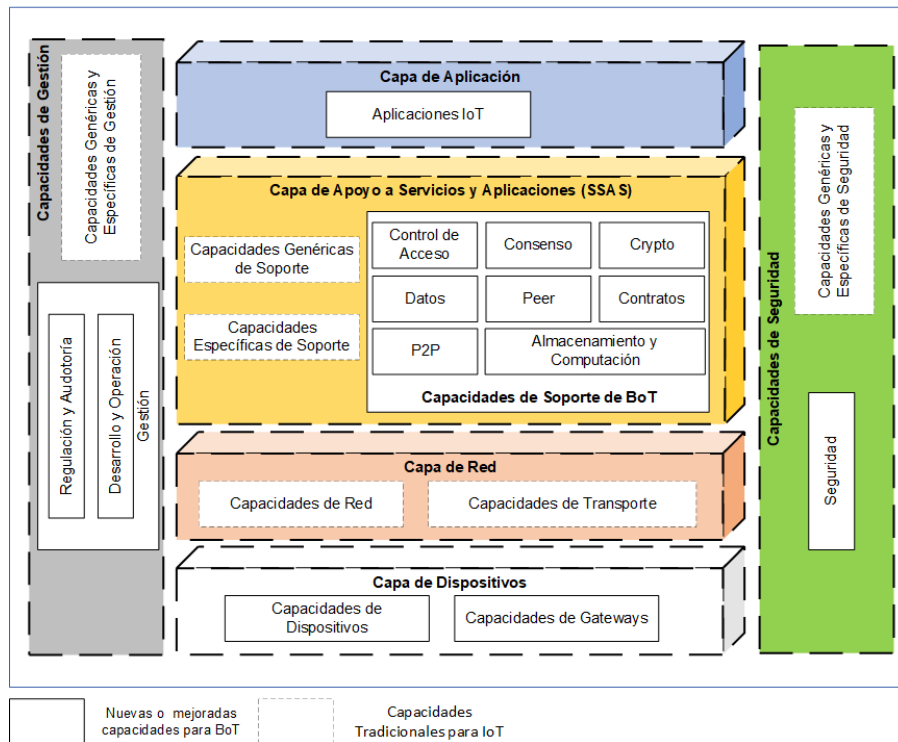 Capacidades de Gestión
Capacidades Genéricas y
Específicas de Gestión
Regulación y Audotoría
Desarrollo y Operación
Gestión
Capa de Aplicación
Aplicaciones IoT
Capa de Apoyo a Servicios y Aplicaciones (SSAS)
Capacidades Genéricas
de Soporte
Capacidades
Específicas de Soporte
Control de
Acceso
Consenso
Crypto
Datos
Peer
Contratos
P2P
Almacenamiento y
Computación
Capacidades de Soporte de BoT
Capa de Red
Capacidades de Red
Capacidades de Transporte
Capa de Dispositivos
Capacidades de
Dispositivos
Capacidades de Gateways
Capacidades de Seguridad
Capacidades Genéricas y
Específicas de Seguridad
Seguridad
Nuevas o mejoradas
capacidades para BoT
Capacidades
Tradicionales para IoT